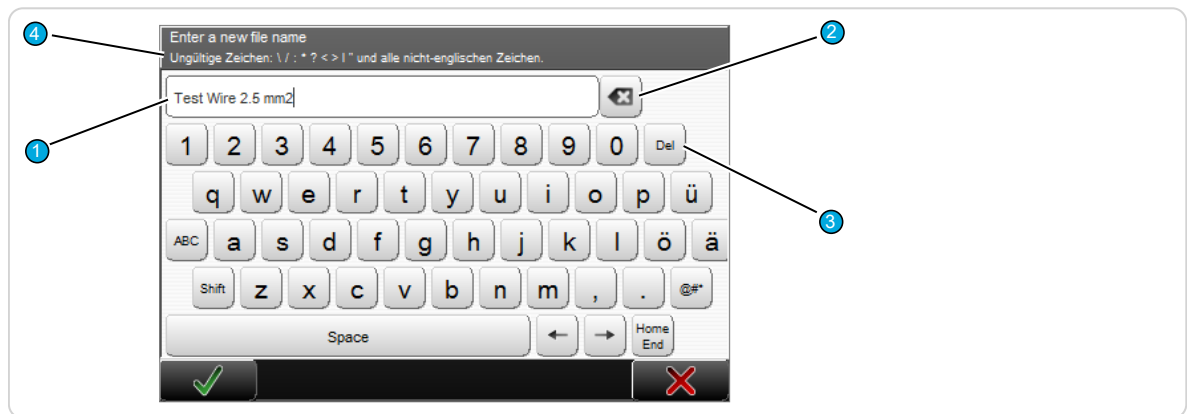 4
Enter a new file name
2
Ungültige Zeichen: \ / : * ? < > I " und alle nicht-englischen Zeichen.
Test Wire 2.5 mm2
1
1 2 3 4 5 6 7 8 9 0 Del
q w e r t y u i o p ü
3
ABC a s d f g h j k l ö ä
Shift z x c v b n m , . @#*
Space ← → Home
End